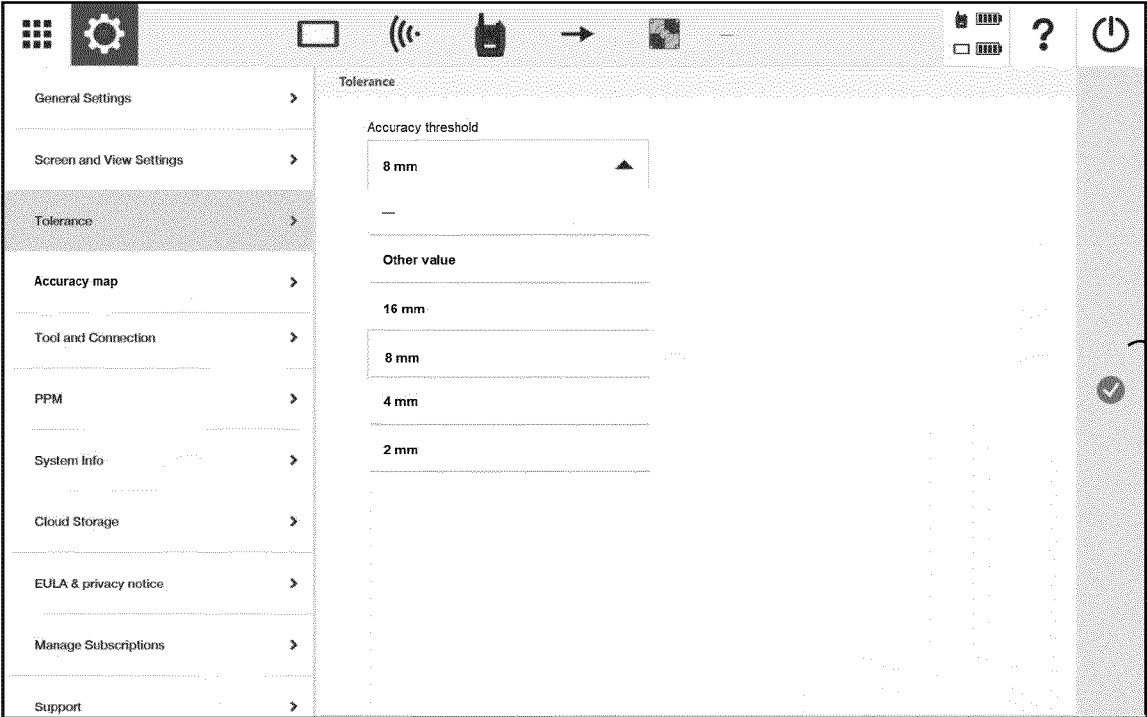 ?
General Settings
Screen and View Settings
Tolerance
Accuracy map
Tool and Connection
PPM
System Info
Cloud Storage
EULA & privacy notice
Manage Subscriptions
Support
Tolerance
Accuracy threshold
8 mm
—
Other value
16 mm
8 mm
4 mm
2 mm